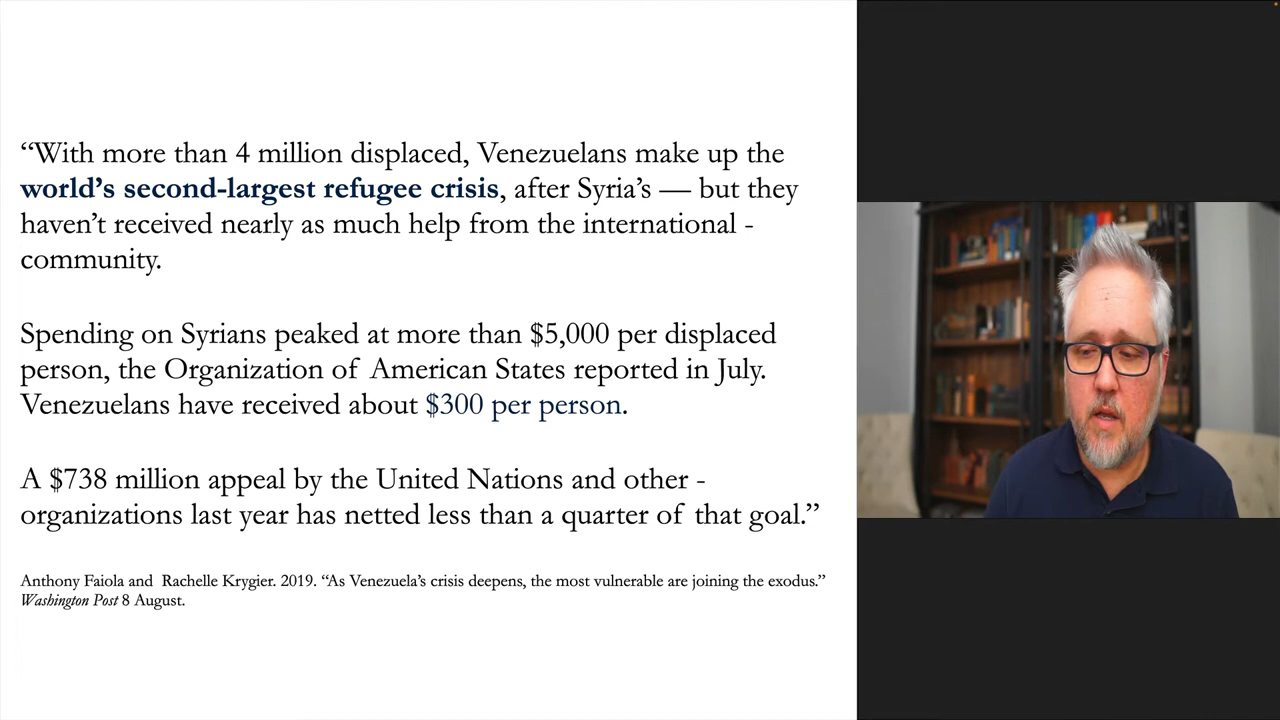 “With more than 4 million displaced, Venezuelans make up the
world’s second-largest refugee crisis, after Syria’s — but they
haven’t received nearly as much help from the international -
community.
Spending on Syrians peaked at more than $5,000 per displaced
person, the Organization of American States reported in July.
Venezuelans have received about $300 per person.
A $738 million appeal by the United Nations and other -
organizations last year has netted less than a quarter of that goal.”
Anthony Faiola and Rachelle Krygier. 2019. “As Venezuela’s crisis deepens, the most vulnerable are joining the exodus.”
Washington Post 8 August.